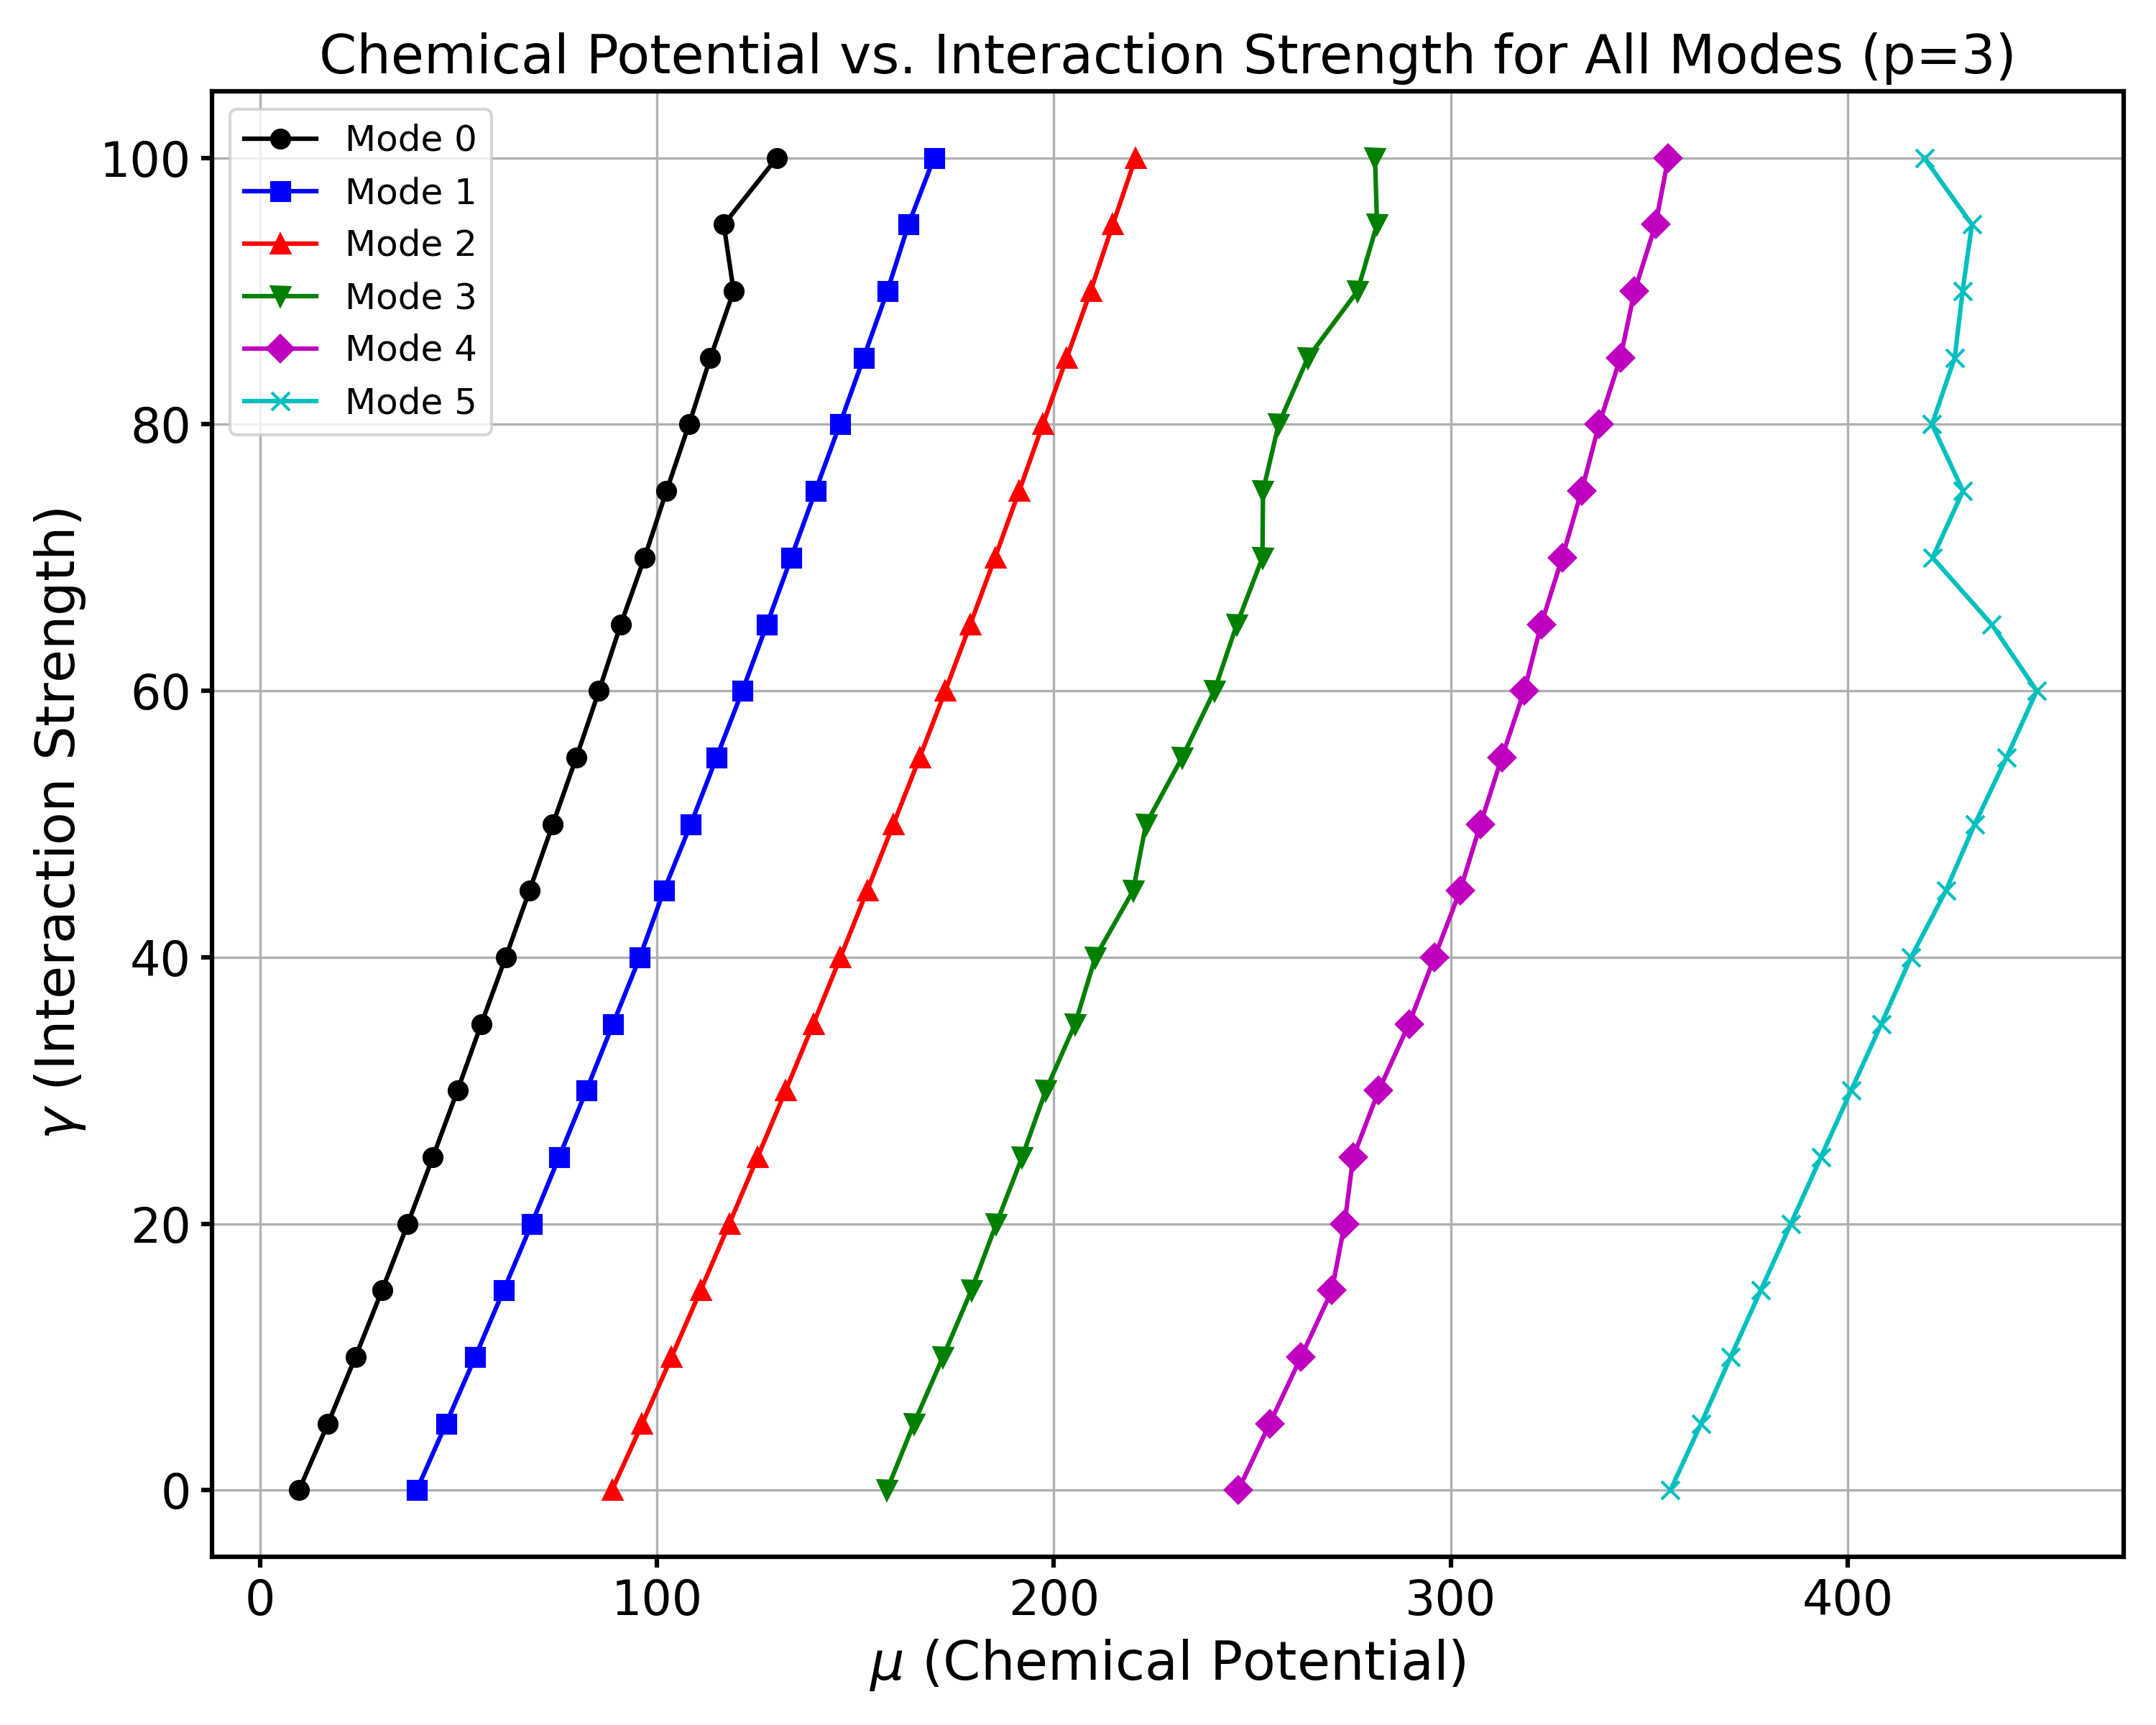 Chemical Potential vs. Interaction Strength for All Modes (p=3)
Mode 0
Mode 1
Mode 2
Mode 3
Mode 4
Mode 5
100
80
60
40
20
0
γ (Interaction Strength)
0 100 200 300 400
μ (Chemical Potential)